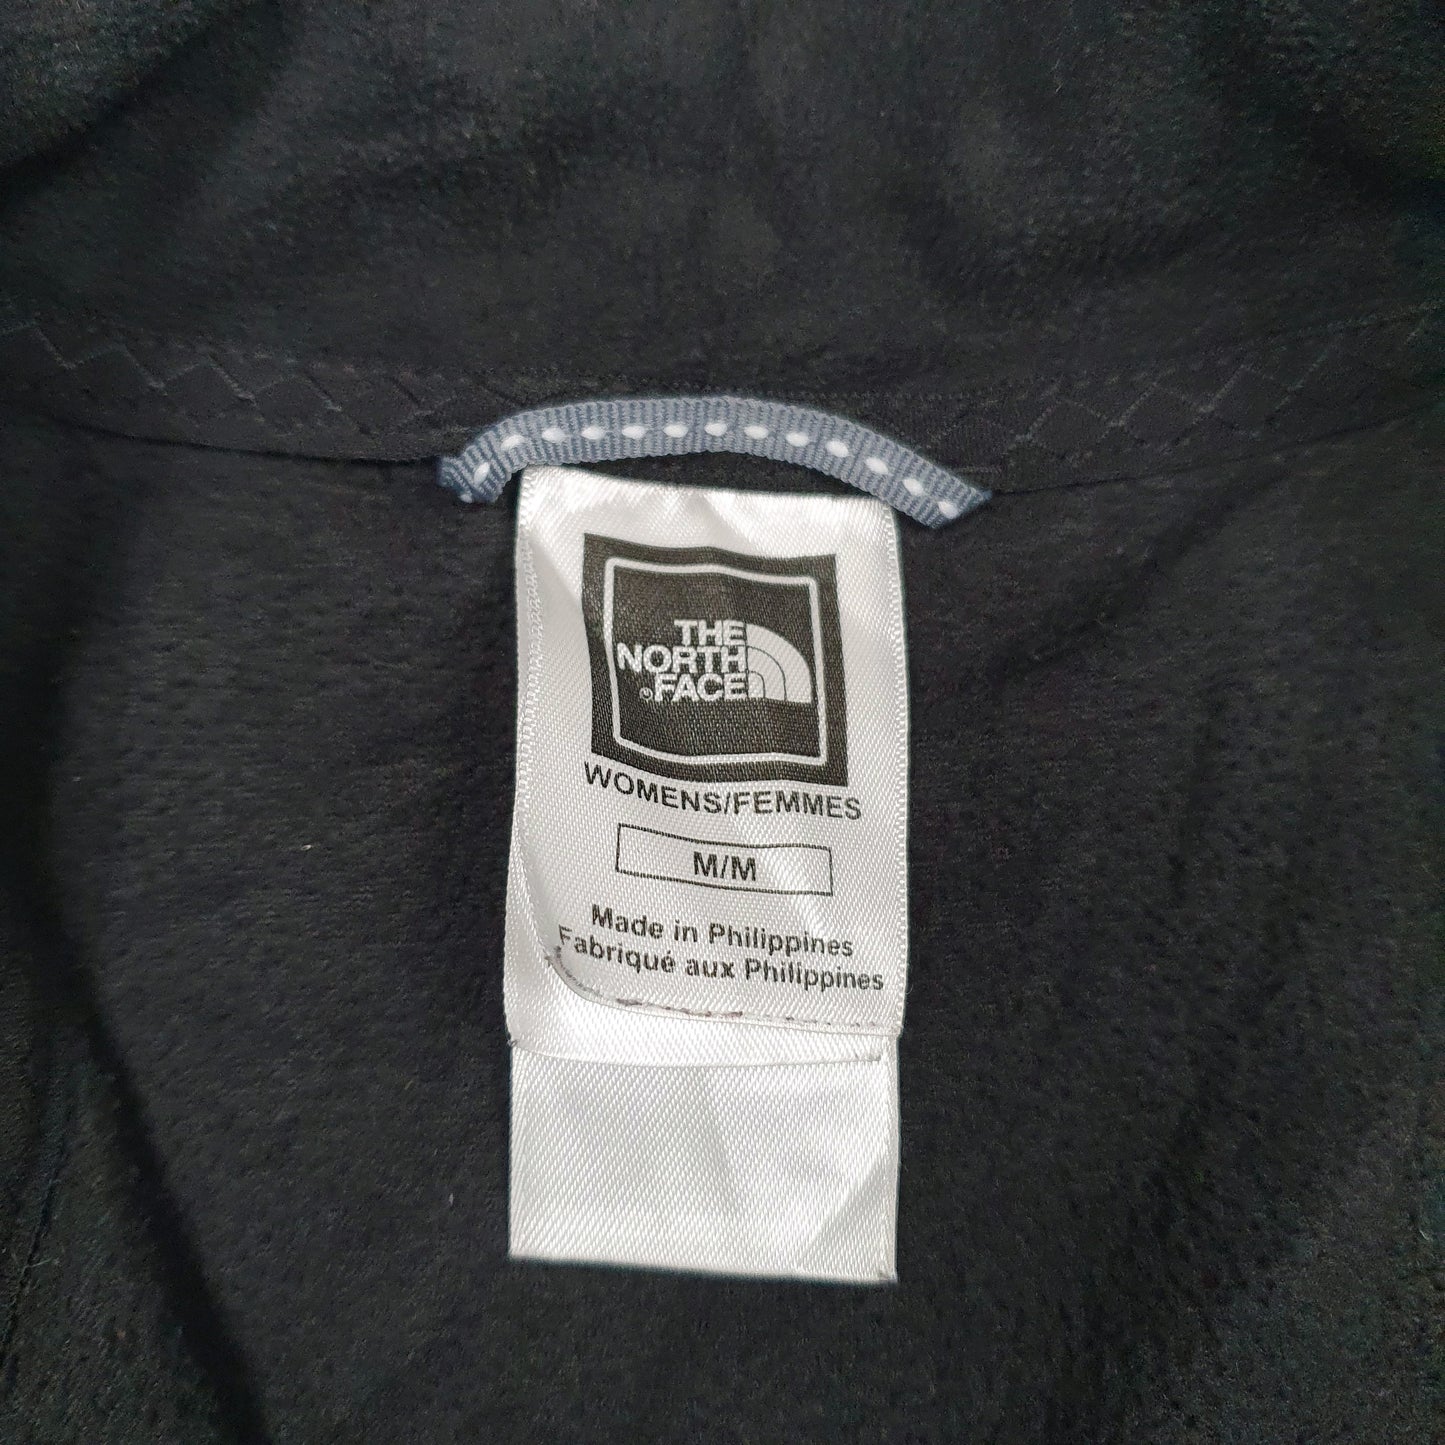 THE
NORTH
FACE
WOMENS/FEMMES
M/M
Made in Philippines
Fabriqué aux Philippines